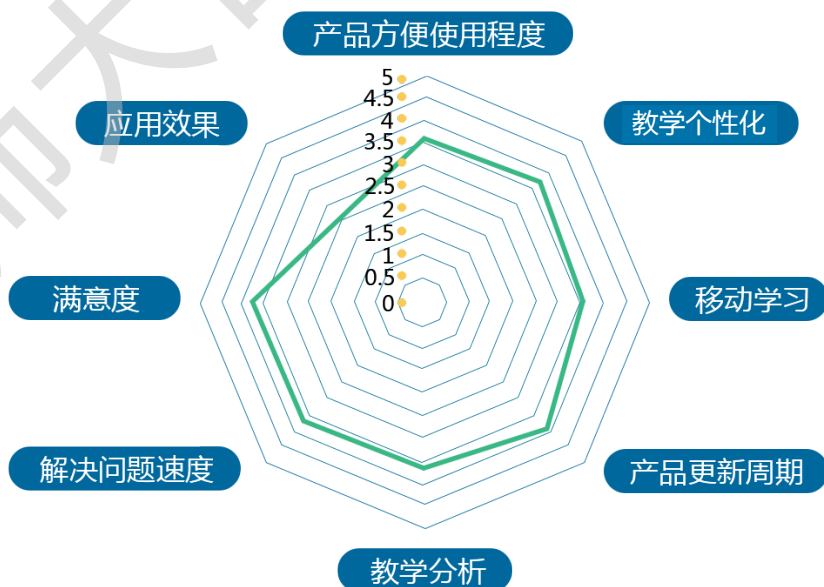 产品方便使用程度
应用效果
教学个性化
满意度
移动学习
解决问题速度
产品更新周期
教学分析
5
4.5
4
3.5
3
2.5
2
1.5
1
0.5
0
师大